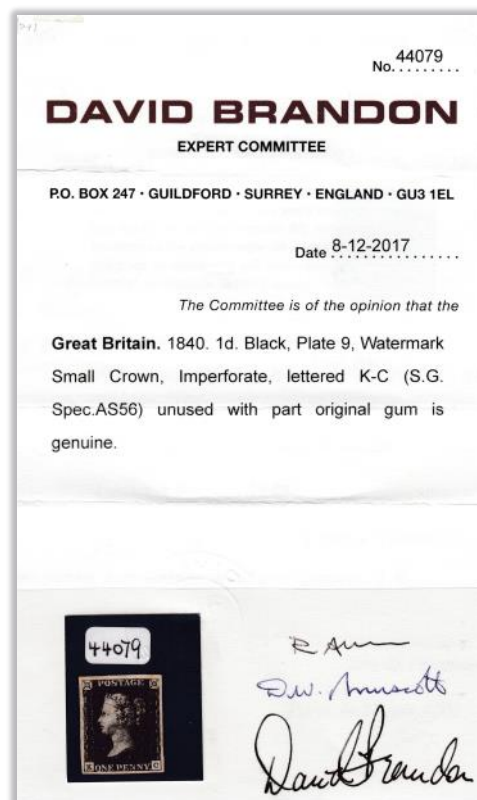 No. 44079
DAVID BRANDON
EXPERT COMMITTEE
P.O. BOX 247 · GUILDFORD · SURREY · ENGLAND · GU3 1EL
Date 8-12-2017
The Committee is of the opinion that the
Great Britain. 1840. 1d. Black, Plate 9, Watermark
Small Crown, Imperforate, lettered K-C (S.G.
Spec.AS56) unused with part original gum is
genuine.
44079
POSTAGE
K ONE PENNY C
David Brandon